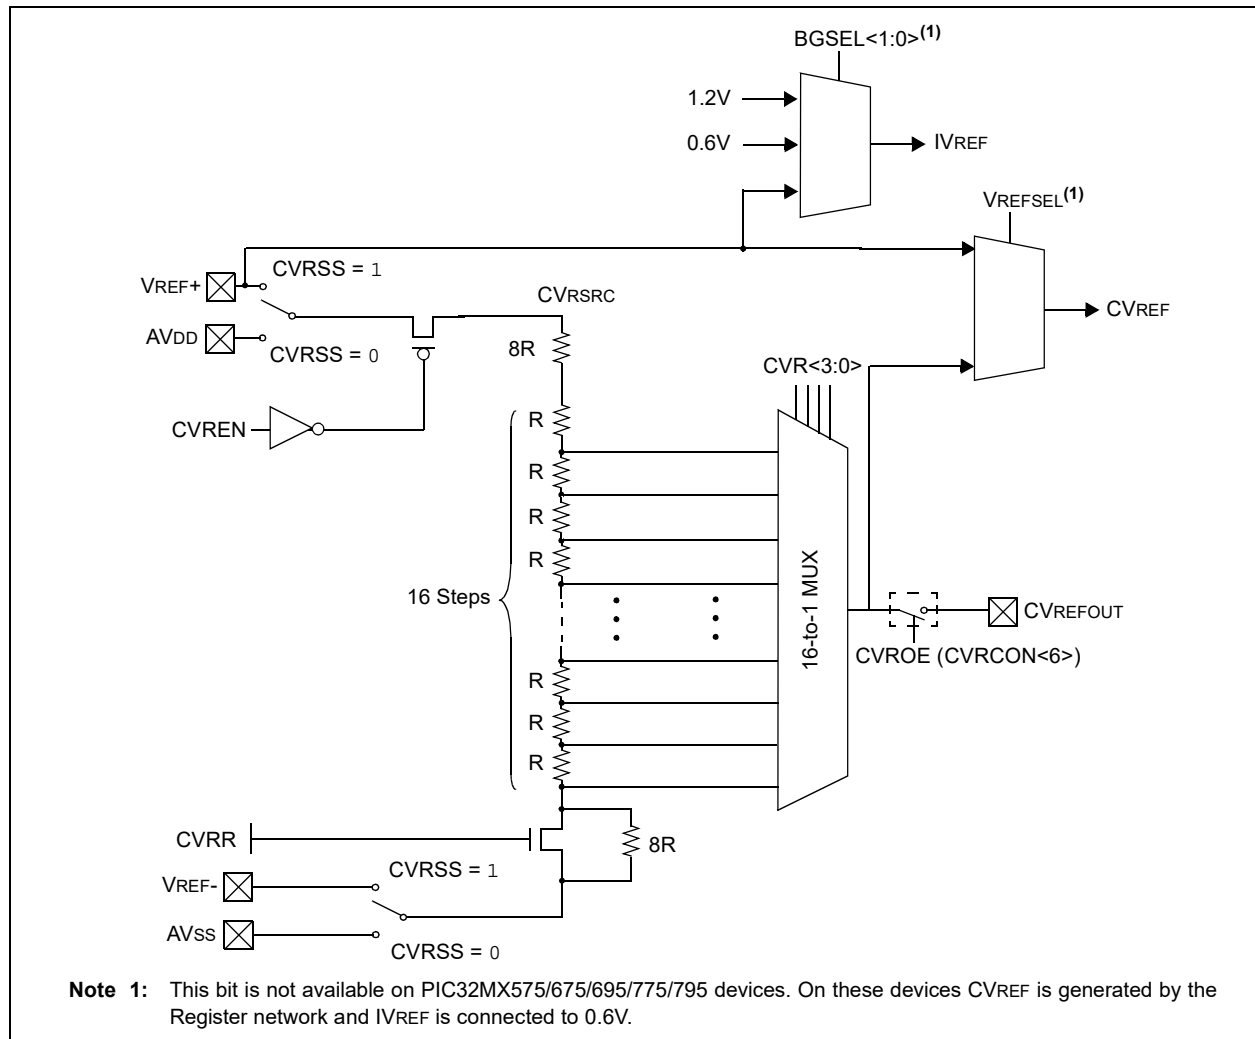 BGSEL<1:0>(1)
1.2V
0.6V
IVREF
VREFSEL(1)
VREF+
CVRSS = 1
CVRSRC
CVREF
AVDD
8R
CVRSS = 0
CVR<3:0>
CVREN
R
R
R
R
16 Steps
16-to-1 MUX
CVREFOUT
CVROE (CVRCON<6>)
R
R
R
CVRR
8R
CVRSS = 1
VREF-
AVSS
CVRSS = 0
Note 1: This bit is not available on PIC32MX575/675/695/775/795 devices. On these devices CVREF is generated by the
Register network and IVREF is connected to 0.6V.